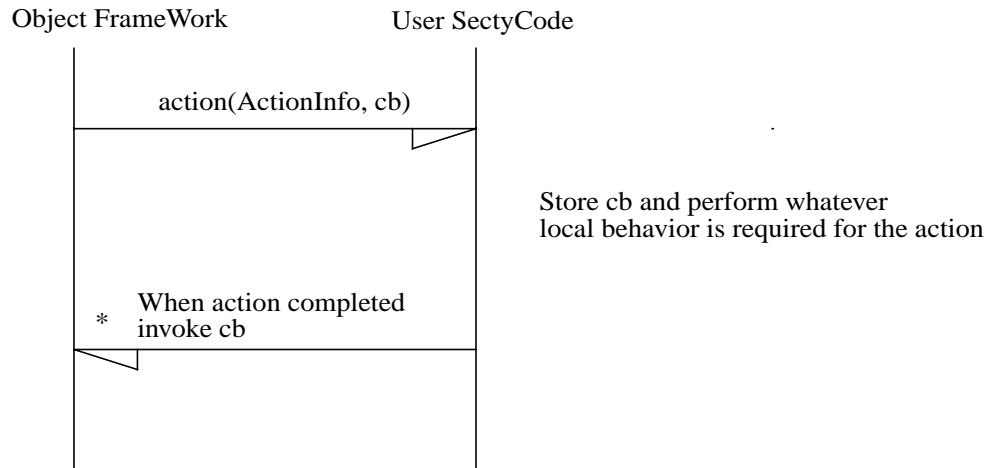 Object FrameWork
User SectyCode
action(ActionInfo, cb)
Store cb and perform whatever
local behavior is required for the action
When action completed
* invoke cb